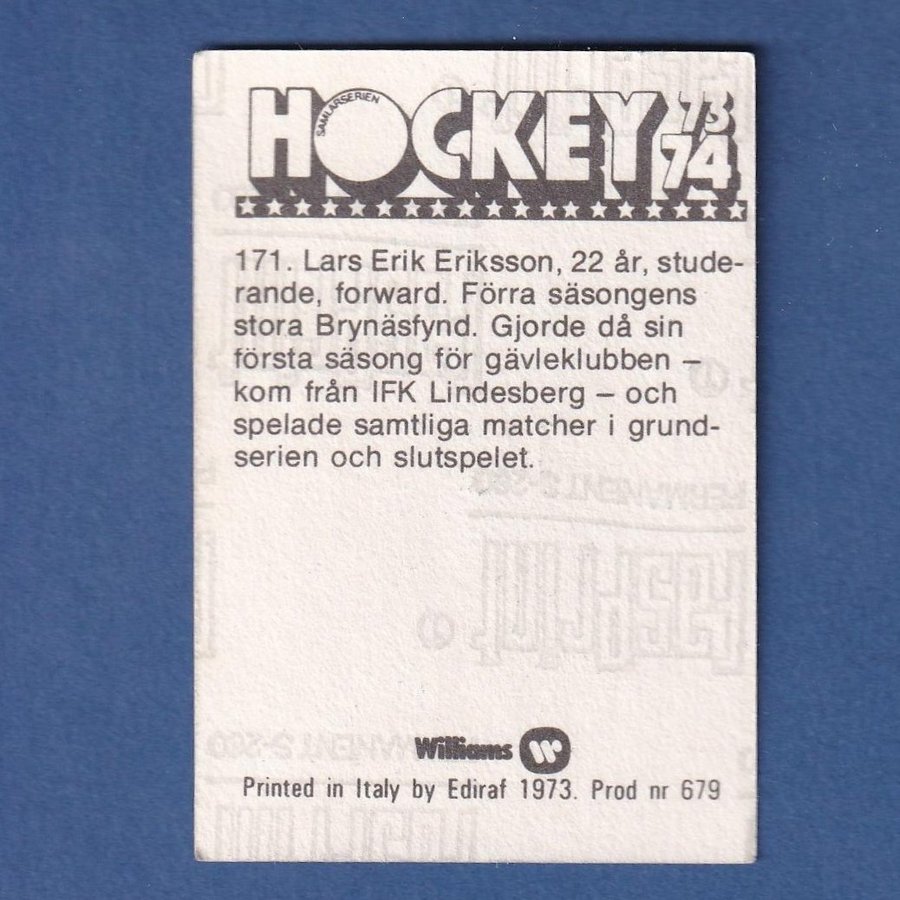 SAMLARSERIEN
HOCKEY 73 74
171. Lars Erik Eriksson, 22 år, stude-
rande, forward. Förra säsongens
stora Brynäsfynd. Gjorde då sin
första säsong för gävleklubben –
kom från IFK Lindesberg – och
spelade samtliga matcher i grund-
serien och slutspelet.
Williams W
Printed in Italy by Ediraf 1973. Prod nr 679